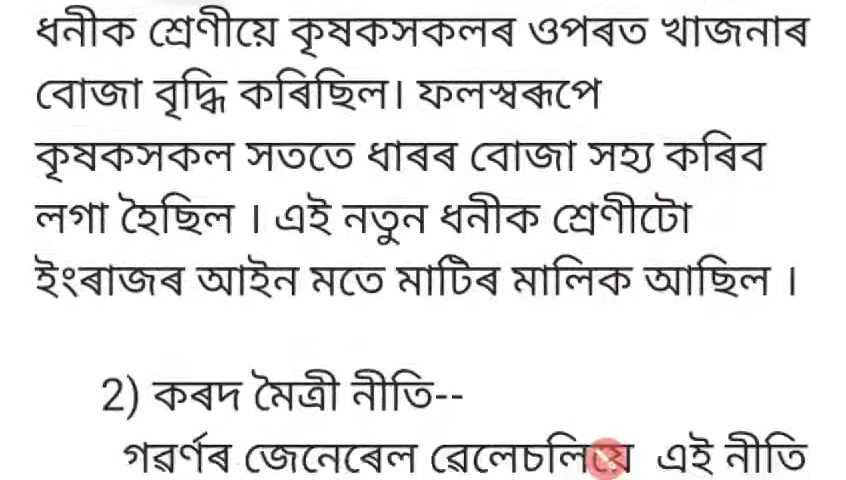 ধনীক শ্ৰেণীয়ে কৃষকসকলৰ ওপৰত খাজনাৰ
বোজা বৃদ্ধি কৰিছিল। ফলস্বৰূপে
কৃষকসকল সততে ধাৰৰ বোজা সহ্য কৰিব
লগা হৈছিল । এই নতুন ধনীক শ্ৰেণীটো
ইংৰাজৰ আইন মতে মাটিৰ মালিক আছিল ।
2) কৰদ মৈত্ৰী নীতি--
গৱৰ্ণৰ জেনেৰেল ৱেলেচলিয়ে এই নীতি